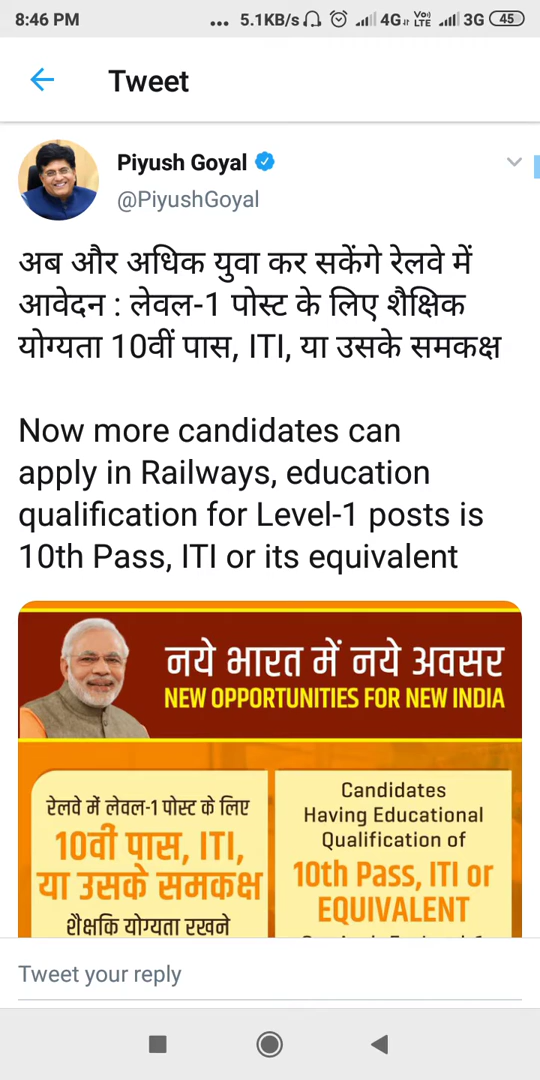 8:46 PM ... 5.1KB/s 4G Vo) LTE 3G 45
Tweet
Piyush Goyal
@PiyushGoyal
अब और अधिक युवा कर सकेंगे रेलवे में
आवेदन : लेवल-1 पोस्ट के लिए शैक्षिक
योग्यता 10वीं पास, ITI, या उसके समकक्ष
Now more candidates can
apply in Railways, education
qualification for Level-1 posts is
10th Pass, ITI or its equivalent
नये भारत में नये अवसर
NEW OPPORTUNITIES FOR NEW INDIA
रेलवे में लेवल-1 पोस्ट के लिए
10वी पास, ITI,
या उसके समकक्ष
शैक्षकि योग्यता रखने
Candidates
Having Educational
Qualification of
10th Pass, ITI or
EQUIVALENT
Tweet your reply